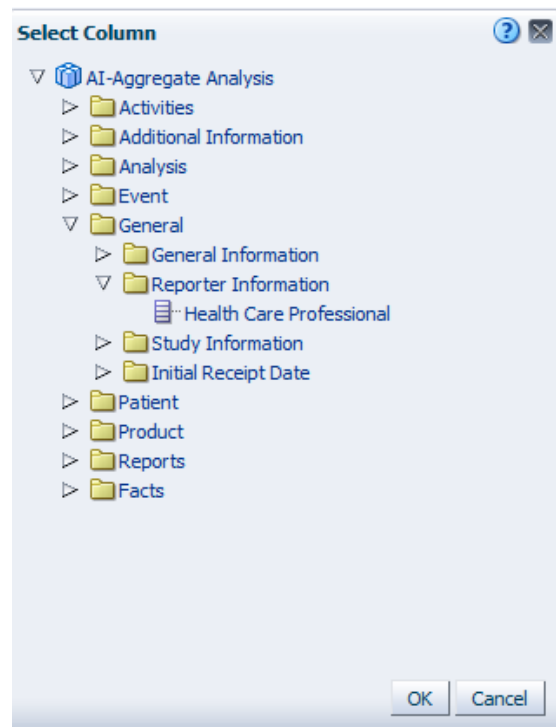 Select Column
AI-Aggregate Analysis
Activities
Additional Information
Analysis
Event
General
General Information
Reporter Information
Health Care Professional
Study Information
Initial Receipt Date
Patient
Product
Reports
Facts
OK Cancel